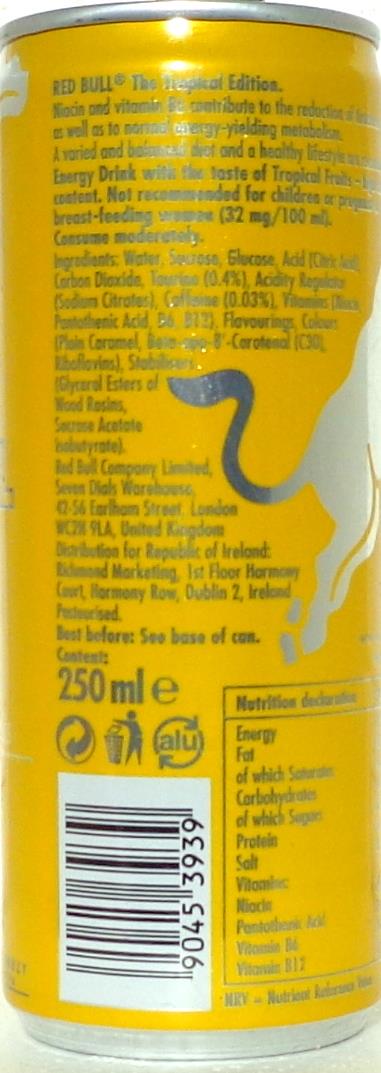 RED BULL® The Tropical Edition.
Niacin and vitamin B6 contribute to the reduction of
as well as to normal energy-yielding metabolism.
A varied and balanced diet and a healthy lifestyle are
Energy Drink with the taste of Tropical Fruits –
content. Not recommended for children or
breast-feeding women (32 mg/100 ml).
Consume moderately.
Ingredients: Water, Sucrose, Glucose, Acid (Citric Acid)
Carbon Dioxide, Taurine (0.4%), Acidity Regulator
(Sodium Citrates), Caffeine (0.03%), Vitamins (Niacin,
Pantothenic Acid, B6, B12), Flavourings, Colours
(Plain Caramel, Beta-apo-8'-Carotenal (C30),
Riboflavins), Stabilisers
(Glycerol Esters of
Wood Rosins,
Sucrose Acetate
Isobutyrate).
Red Bull Company Limited,
Seven Dials Warehouse,
42-56 Earlham Street, London
WC2H 9LA, United Kingdom
Distribution for Republic of Ireland:
Richmond Marketing, 1st Floor Harmony
Court, Harmony Row, Dublin 2, Ireland
Pasteurised.
Best before: See base of can.
Contents:
250 ml e
alu
9045 3939
Nutrition declaration
Energy
Fat
of which Saturates
Carbohydrates
of which Sugars
Protein
Salt
Vitamins:
Niacin
Pantothenic Acid
Vitamin B6
Vitamin B12
NRV = Nutrient Reference Value